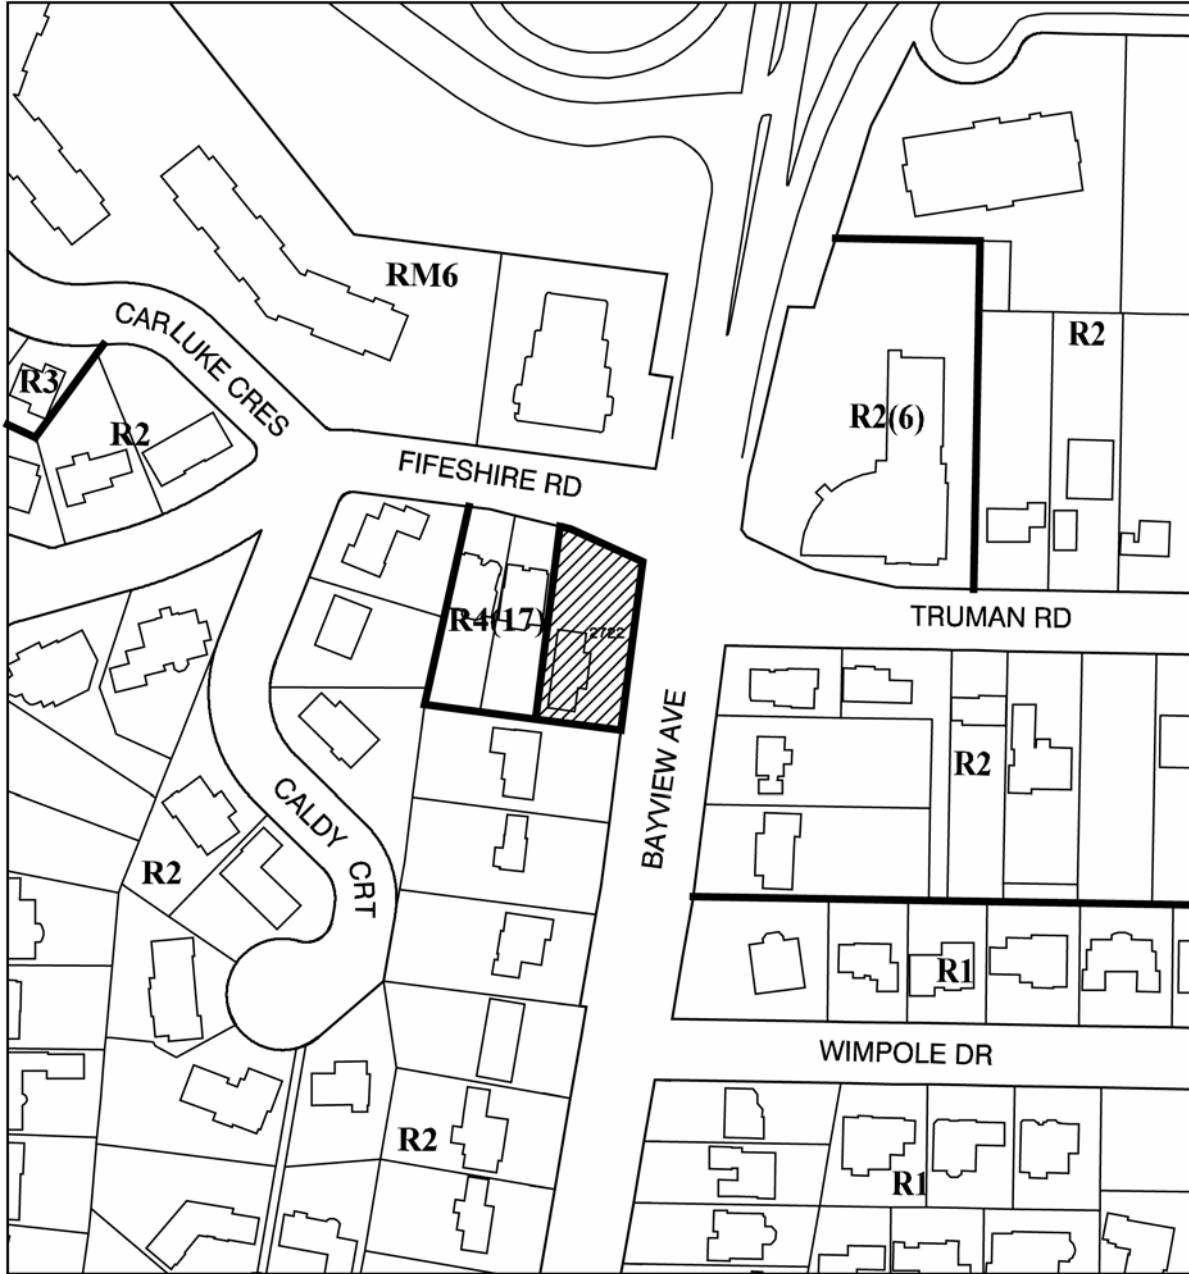 RM6
CARLUKE CRES
R2
R3
R2(6)
R2
FIFESHIRE RD
R4(17)
2722
TRUMAN RD
BAYVIEW AVE
R2
CALDY CRT
R2
R1
WIMPOLE DR
R2
R1